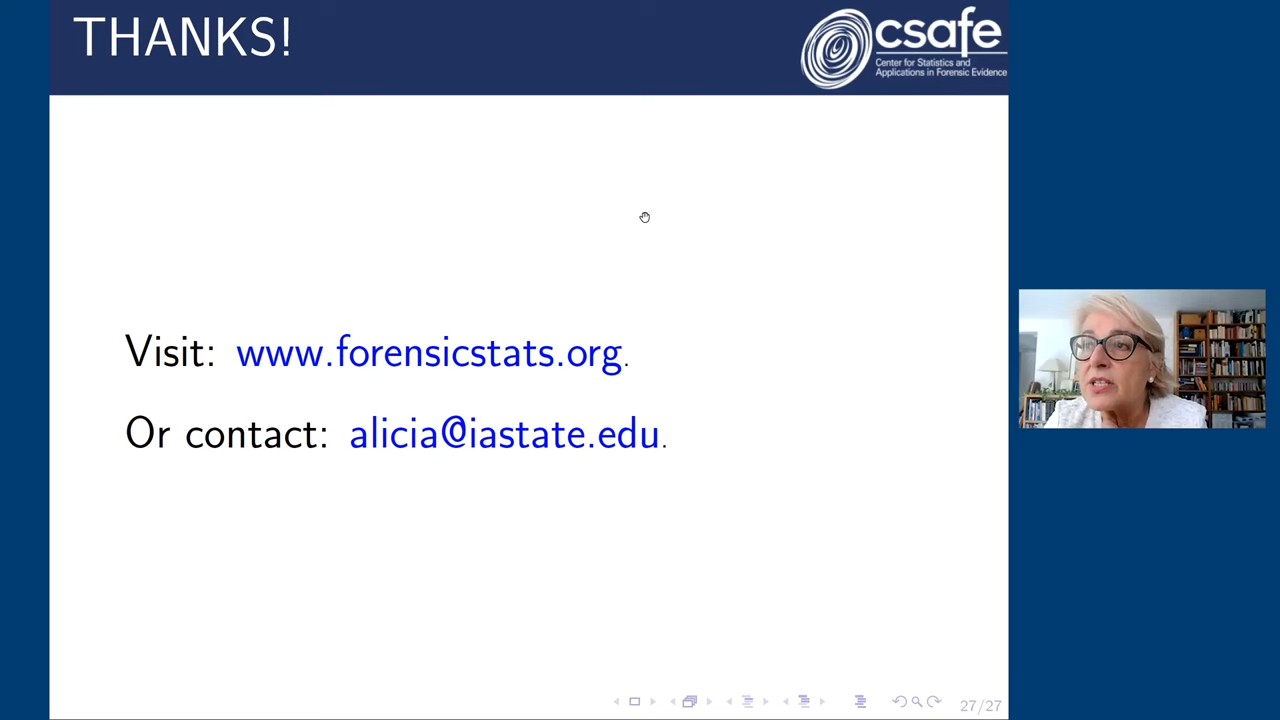 THANKS!
csafe
Center for Statistics and
Applications in Forensic Evidence
Visit: www.forensicstats.org.
Or contact: alicia@iastate.edu.
27/27